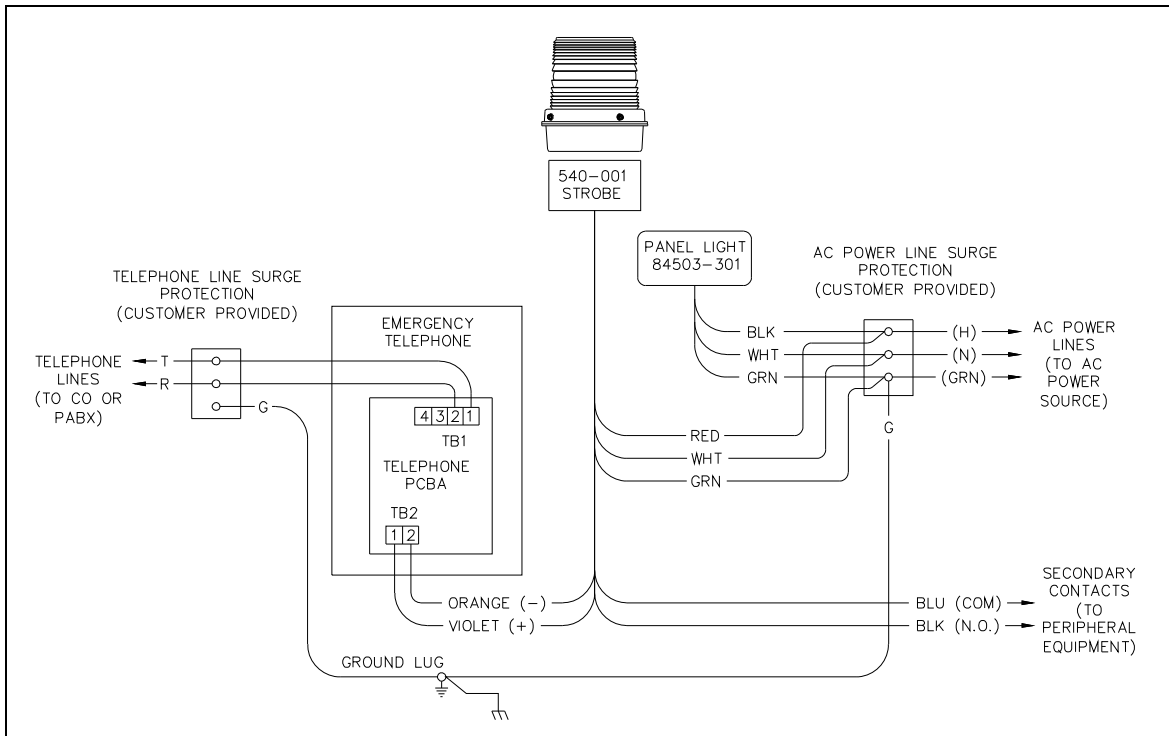 540-001
STROBE
PANEL LIGHT
84503-301
AC POWER LINE SURGE
PROTECTION
(CUSTOMER PROVIDED)
TELEPHONE LINE SURGE
PROTECTION
(CUSTOMER PROVIDED)
EMERGENCY
TELEPHONE
BLK
WHT
GRN
(H)
(N)
(GRN)
AC POWER
LINES
(TO AC
POWER
SOURCE)
TELEPHONE
LINES
(TO CO OR
PABX)
T
R
G
4 3 2 1
TB1
TELEPHONE
PCBA
TB2
1 2
RED
WHT
GRN
G
ORANGE (-)
VIOLET (+)
BLU (COM)
BLK (N.O.)
SECONDARY
CONTACTS
(TO
PERIPHERAL
EQUIPMENT)
GROUND LUG